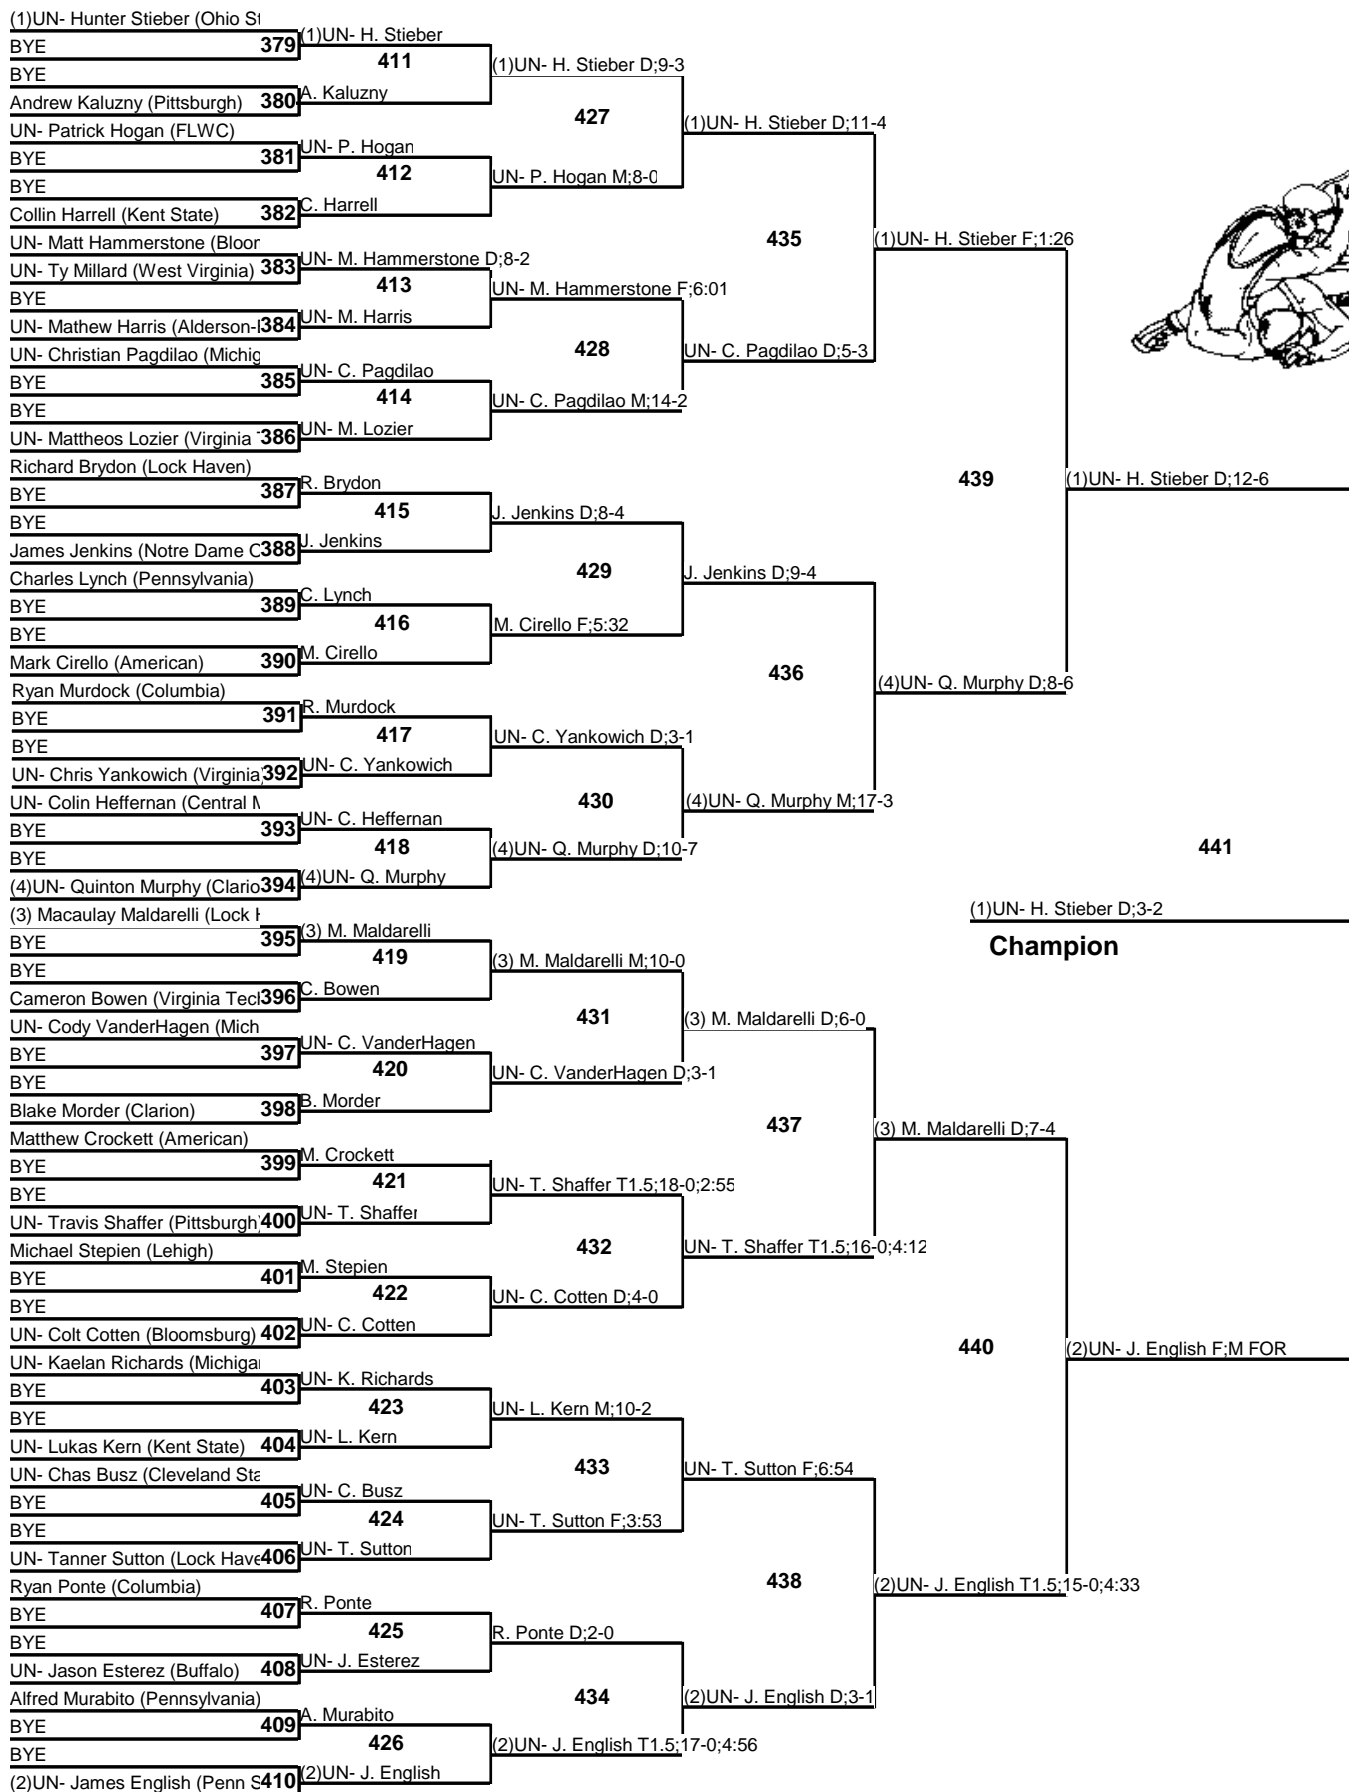 (1)UN- Hunter Stieber (Ohio St
BYE
379
BYE
Andrew Kaluzny (Pittsburgh)
380
UN- Patrick Hogan (FLWC)
BYE
381
BYE
Collin Harrell (Kent State)
382
UN- Matt Hammerstone (Bloor
UN- Ty Millard (West Virginia)
383
BYE
UN- Mathew Harris (Alderson-I
384
UN- Christian Pagdilao (Michig
BYE
385
BYE
UN- Mattheos Lozier (Virginia T
386
Richard Brydon (Lock Haven)
BYE
387
BYE
James Jenkins (Notre Dame C
388
Charles Lynch (Pennsylvania)
BYE
389
BYE
Mark Cirello (American)
390
Ryan Murdock (Columbia)
BYE
391
BYE
UN- Chris Yankowich (Virginia)
392
UN- Colin Heffernan (Central M
BYE
393
BYE
(4)UN- Quinton Murphy (Clario
394
(3) Macaulay Maldarelli (Lock H
BYE
395
BYE
Cameron Bowen (Virginia Tecl
396
UN- Cody VanderHagen (Mich
BYE
397
BYE
Blake Morder (Clarion)
398
Matthew Crockett (American)
BYE
399
BYE
UN- Travis Shaffer (Pittsburgh)
400
Michael Stepien (Lehigh)
BYE
401
BYE
UN- Colt Cotten (Bloomsburg)
402
UN- Kaelan Richards (Michigan
BYE
403
BYE
UN- Lukas Kern (Kent State)
404
UN- Chas Busz (Cleveland Sta
BYE
405
BYE
UN- Tanner Sutton (Lock Have
406
Ryan Ponte (Columbia)
BYE
407
BYE
UN- Jason Esterez (Buffalo)
408
Alfred Murabito (Pennsylvania)
BYE
409
BYE
(2)UN- James English (Penn S
410
(1)UN- H. Stieber
411
A. Kaluzny
UN- P. Hogan
412
C. Harrell
UN- M. Hammerstone D;8-2
413
UN- M. Harris
UN- C. Pagdilao
414
UN- M. Lozier
R. Brydon
415
J. Jenkins
C. Lynch
416
M. Cirello
R. Murdock
417
UN- C. Yankowich
UN- C. Heffernan
418
(4)UN- Q. Murphy
(3) M. Maldarelli
419
C. Bowen
UN- C. VanderHagen
420
B. Morder
M. Crockett
421
UN- T. Shaffer
M. Stepien
422
UN- C. Cotten
UN- K. Richards
423
UN- L. Kern
UN- C. Busz
424
UN- T. Sutton
R. Ponte
425
UN- J. Esterez
A. Murabito
426
(2)UN- J. English
(1)UN- H. Stieber D;9-3
427
UN- P. Hogan M;8-0
UN- M. Hammerstone F;6:01
428
UN- C. Pagdilao M;14-2
J. Jenkins D;8-4
429
M. Cirello F;5:32
UN- C. Yankowich D;3-1
430
(4)UN- Q. Murphy D;10-7
(3) M. Maldarelli M;10-0
431
UN- C. VanderHagen D;3-1
UN- T. Shaffer T1.5;18-0;2:55
432
UN- C. Cotten D;4-0
UN- L. Kern M;10-2
433
UN- T. Sutton F;3:53
R. Ponte D;2-0
434
(2)UN- J. English T1.5;17-0;4:56
(1)UN- H. Stieber D;11-4
435
UN- C. Pagdilao D;5-3
J. Jenkins D;9-4
436
(4)UN- Q. Murphy M;17-3
(3) M. Maldarelli D;6-0
437
UN- T. Shaffer T1.5;16-0;4:12
UN- T. Sutton F;6:54
438
(2)UN- J. English D;3-1
(1)UN- H. Stieber F;1:26
439
(4)UN- Q. Murphy D;8-6
(3) M. Maldarelli D;7-4
440
(2)UN- J. English T1.5;15-0;4:33
(1)UN- H. Stieber D;12-6
441
(2)UN- J. English F;M FOR
(1)UN- H. Stieber D;3-2
Champion